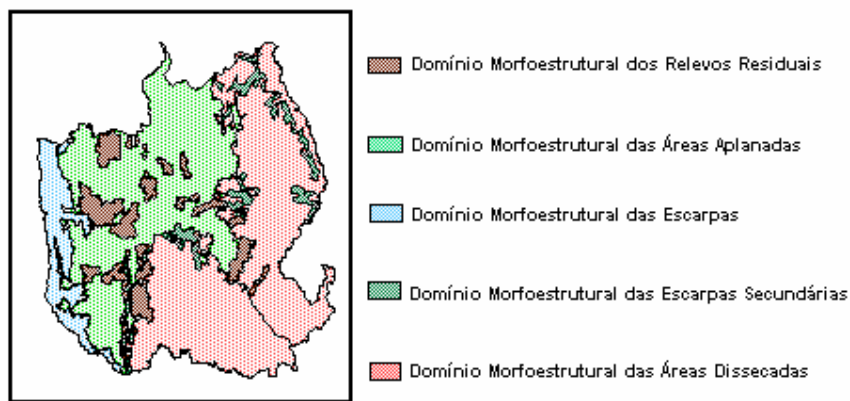 Domínio Morfoestrutural dos Relevos Residuais
Domínio Morfoestrutural das Áreas Aplanadas
Domínio Morfoestrutural das Escarpas
Domínio Morfoestrutural das Escarpas Secundárias
Domínio Morfoestrutural das Áreas Dissecadas